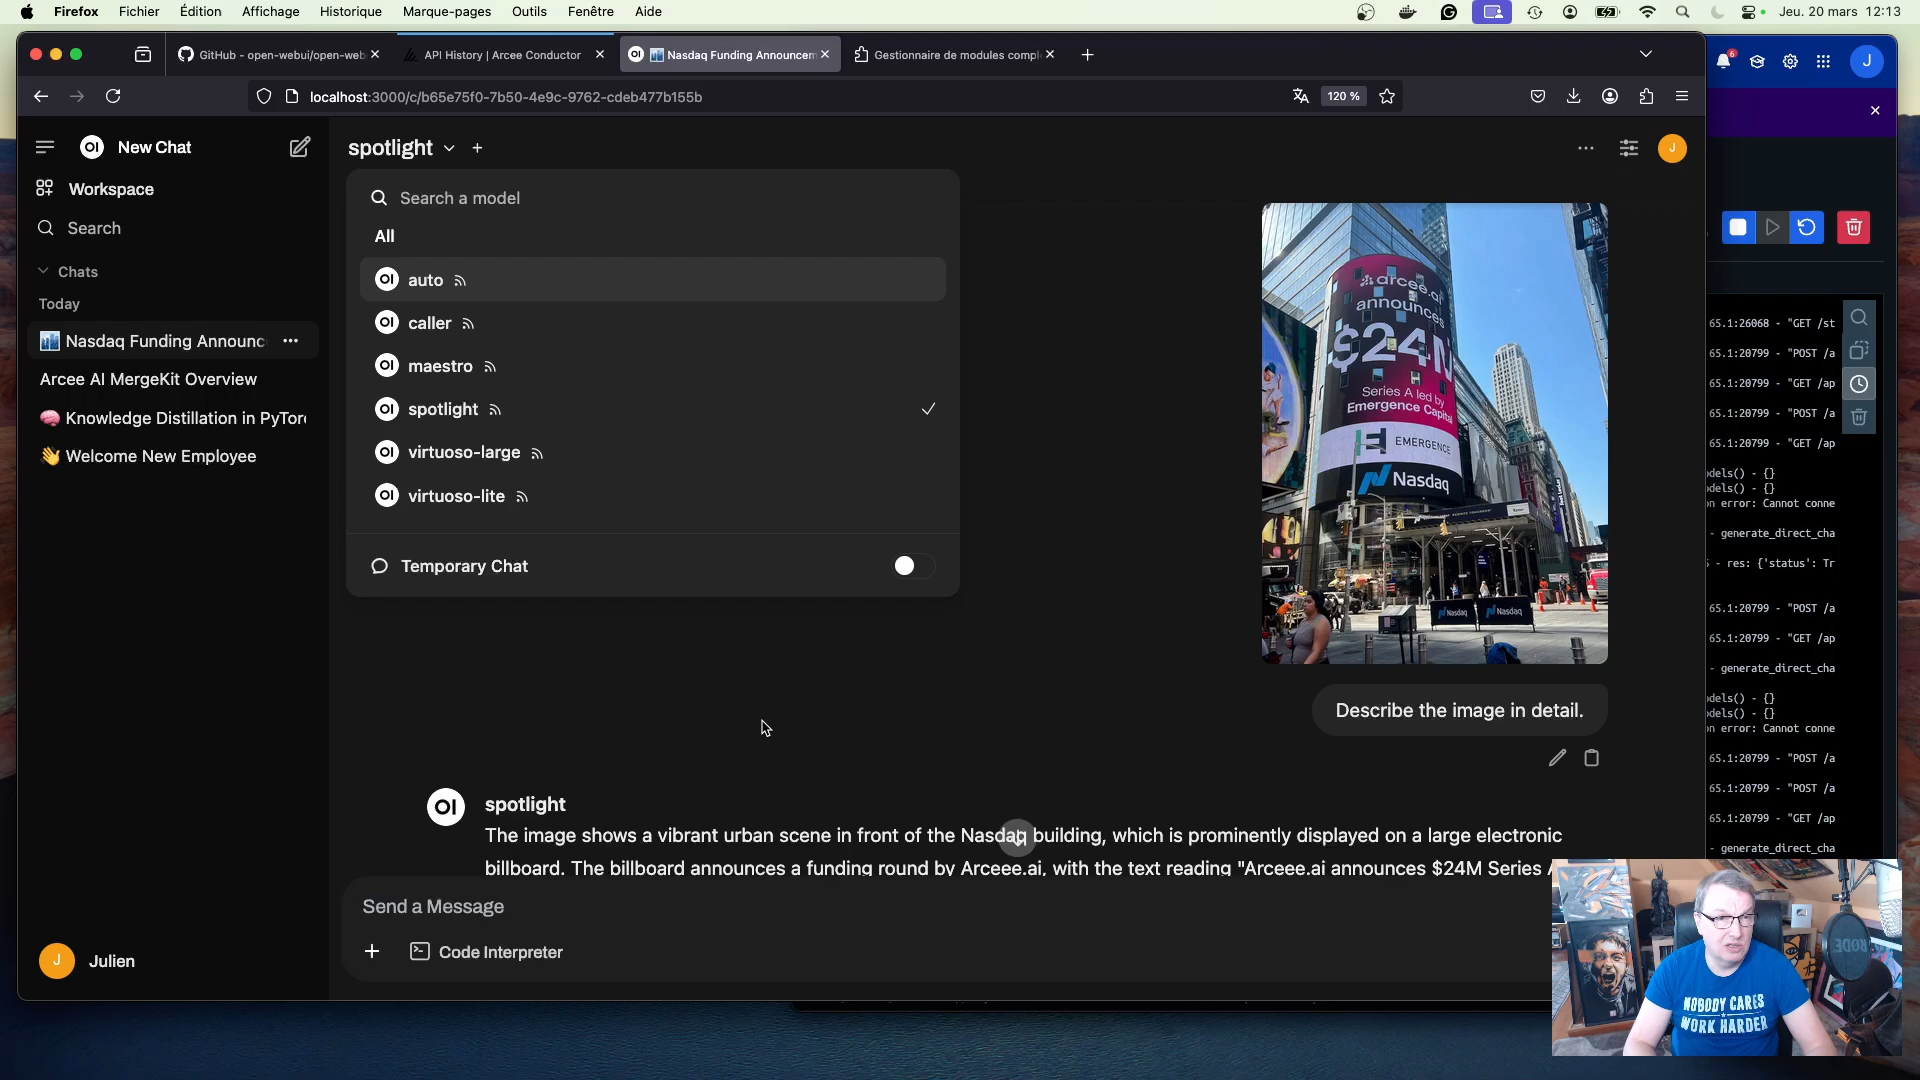 Firefox Fichier Édition Affichage Historique Marque-pages Outils Fenêtre Aide Jeu. 20 mars 12:13
GitHub - open-webui/open-web
API History | Arcee Conductor
Nasdaq Funding Announcem
Gestionnaire de modules compl
localhost:3000/c/b65e75f0-7b50-4e9c-9762-cdeb477b155b
120 %
New Chat
Workspace
Search
Chats
Today
Nasdaq Funding Announc
Arcee AI MergeKit Overview
Knowledge Distillation in PyTor
Welcome New Employee
J Julien
spotlight
Search a model
All
auto
caller
maestro
spotlight
virtuoso-large
virtuoso-lite
Temporary Chat
arcee.ai
announces
$24M
Series A led by
Emergence Capital
EMERGENCE
Nasdaq
Nasdaq Nasdaq
Describe the image in detail.
spotlight
The image shows a vibrant urban scene in front of the Nasdaq building, which is prominently displayed on a large electronic
billboard. The billboard announces a funding round by Arceee.ai, with the text reading "Arceee.ai announces $24M Series A
Send a Message
Code Interpreter
6
J
J
65.1:26068 - "GET /st
65.1:20799 - "POST /a
65.1:20799 - "GET /ap
65.1:20799 - "POST /a
65.1:20799 - "GET /ap
odels() - {}
odels() - {}
on error: Cannot conne
- generate_direct_cha
- res: {'status': Tr
65.1:20799 - "POST /a
65.1:20799 - "GET /ap
- generate_direct_cha
odels() - {}
odels() - {}
on error: Cannot conne
65.1:20799 - "POST /a
65.1:20799 - "POST /a
65.1:20799 - "GET /ap
- generate_direct_cha
NOBODY CARES
WORK HARDER
RODE